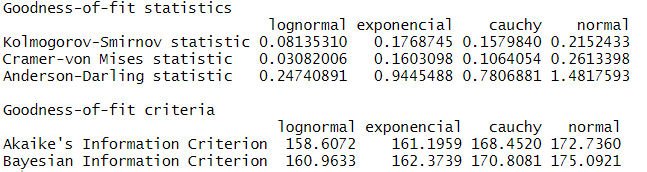 Goodness-of-fit statistics
lognormal exponencial cauchy normal
Kolmogorov-Smirnov statistic 0.08135310 0.1768745 0.1579840 0.2152433
Cramer-von Mises statistic 0.03082006 0.1603098 0.1064054 0.2613398
Anderson-Darling statistic 0.24740891 0.9445488 0.7806881 1.4817593
Goodness-of-fit criteria
lognormal exponencial cauchy normal
Akaike's Information Criterion 158.6072 161.1959 168.4520 172.7360
Bayesian Information Criterion 160.9633 162.3739 170.8081 175.0921